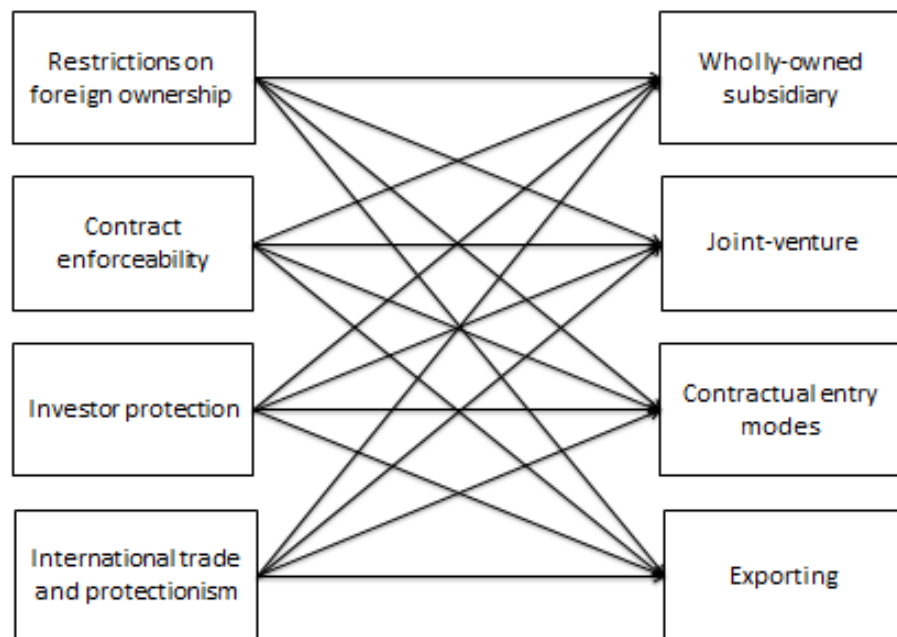 Restrictions on
foreign ownership
Wholly-owned
subsidiary
Contract
enforceability
Joint-venture
Investor protection
Contractual entry
modes
International trade
and protectionism
Exporting